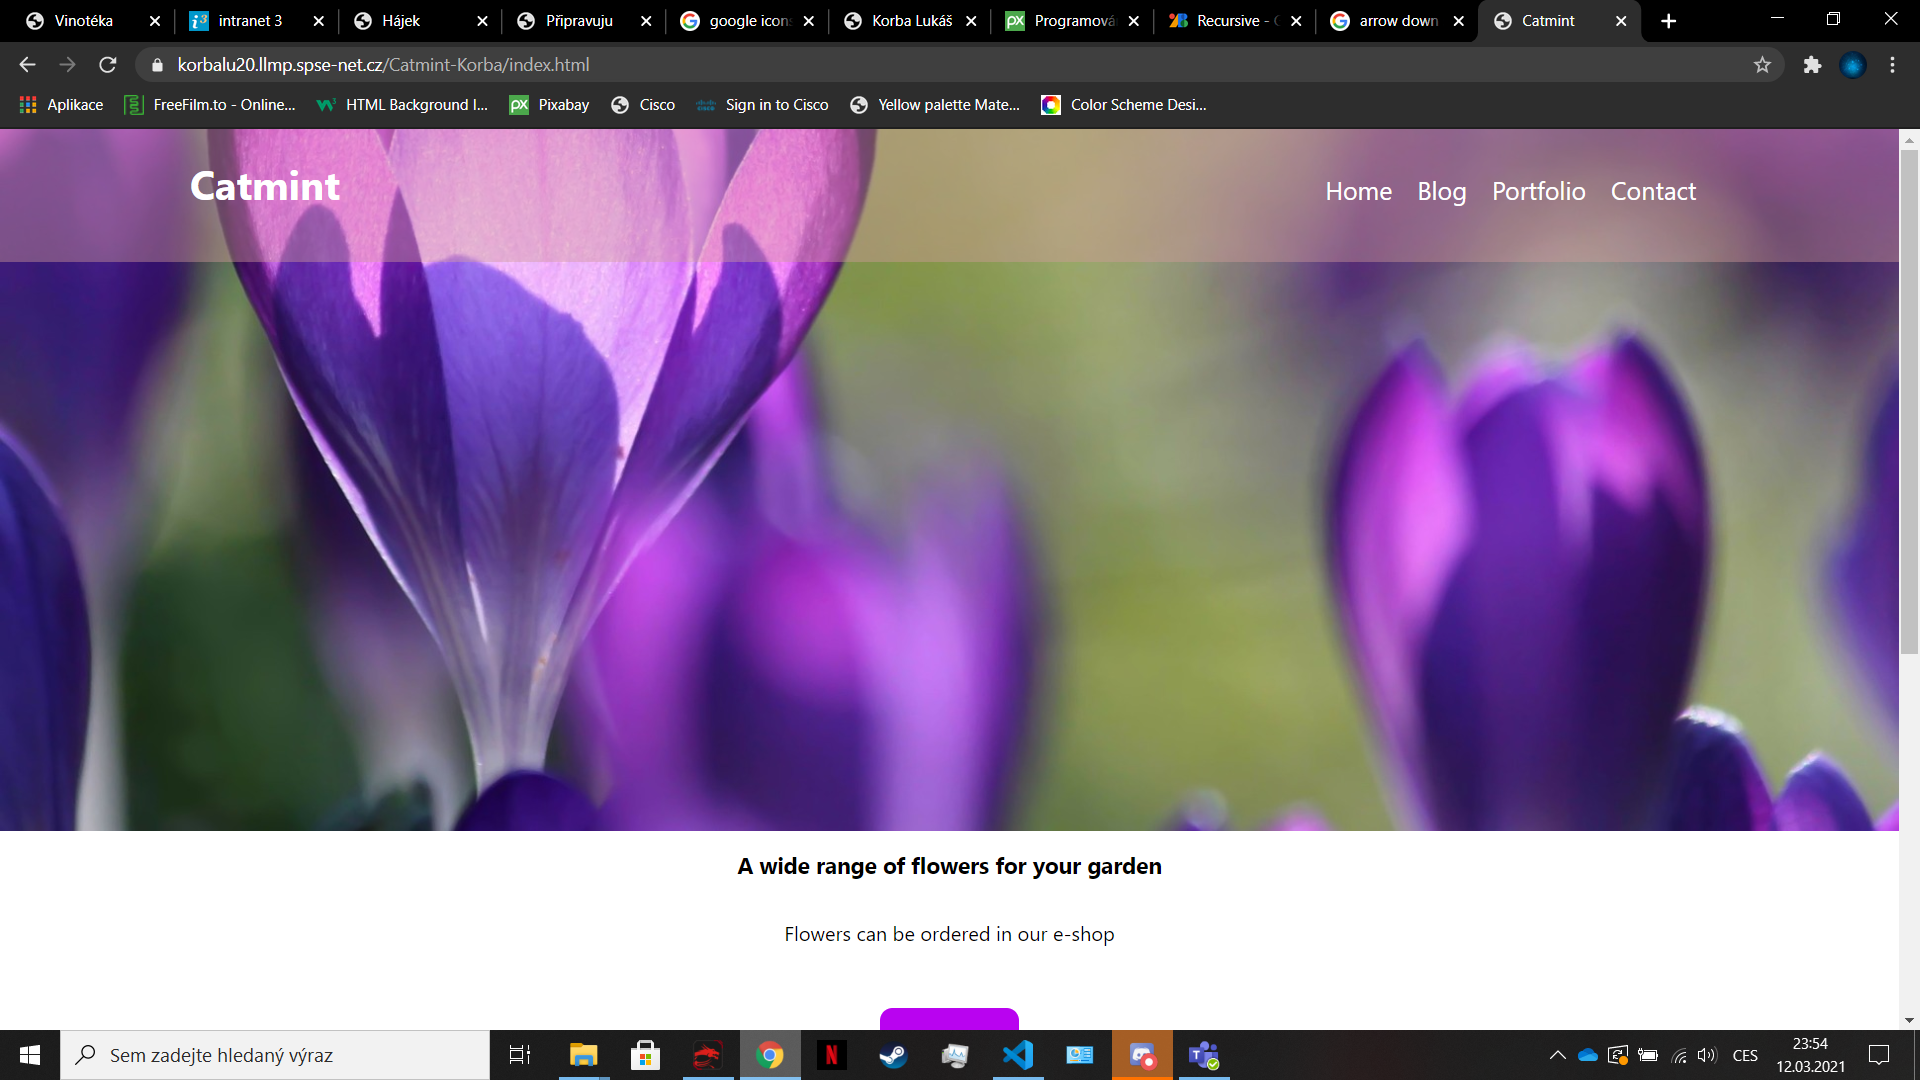 Vinotéka
intranet 3
Hájek
Připravuju
google icons
Korba Lukáš
Programová
Recursive - G
arrow down
Catmint
korbalu20.llmp.spse-net.cz/Catmint-Korba/index.html
Aplikace
FreeFilm.to - Online...
HTML Background I...
px Pixabay
Cisco
Sign in to Cisco
Yellow palette Mate...
Color Scheme Desi...
Catmint
Home Blog Portfolio Contact
A wide range of flowers for your garden
Flowers can be ordered in our e-shop
Sem zadejte hledaný výraz
CES
23:54
12.03.2021